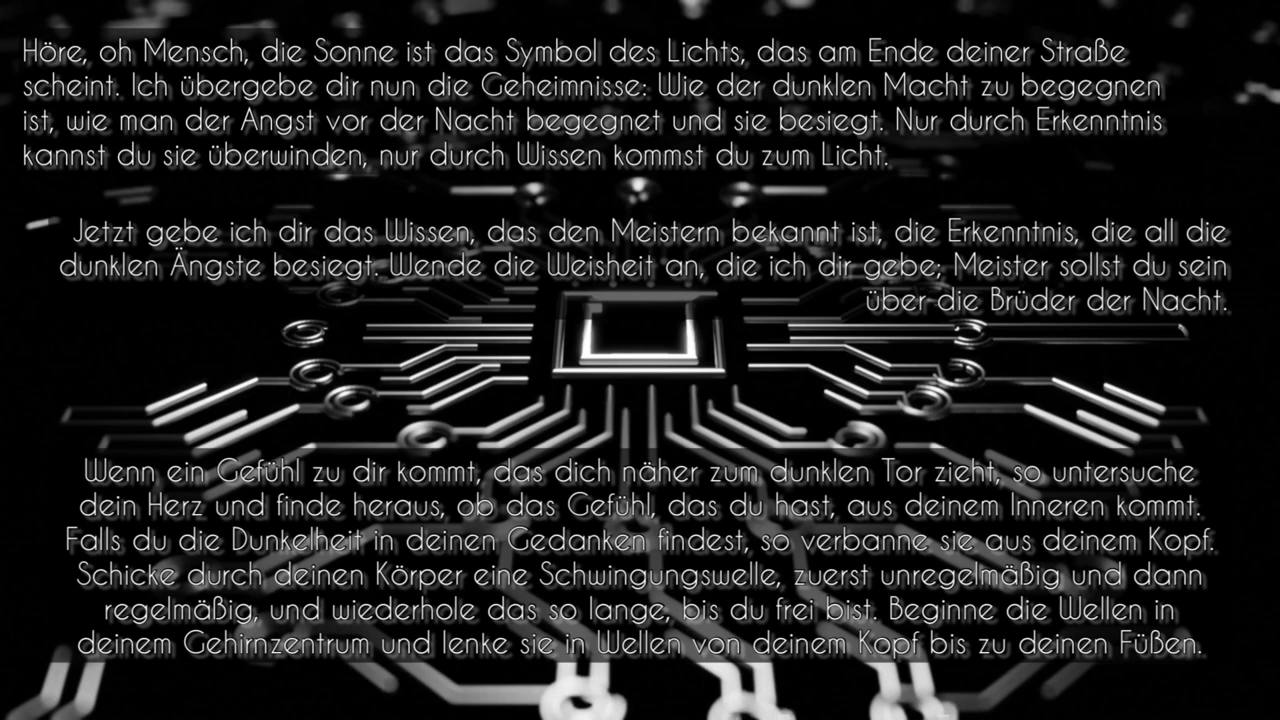 Höre, oh Mensch, die Sonne ist das Symbol des Lichts, das am Ende deiner Straße
scheint. Ich übergebe dir nun die Geheimnisse: Wie der dunklen Macht zu begegnen
ist, wie man der Angst vor der Nacht begegnet und sie besiegt. Nur durch Erkenntnis
kannst du sie überwinden, nur durch Wissen kommst du zum Licht.
Jetzt gebe ich dir das Wissen, das den Meistern bekannt ist, die Erkenntnis, die all die
dunklen Ängste besiegt. Wende die Weisheit an, die ich dir gebe; Meister sollst du sein
über die Brüder der Nacht.
Wenn ein Gefühl zu dir kommt, das dich näher zum dunklen Tor zieht, so untersuche
dein Herz und finde heraus, ob das Gefühl, das du hast, aus deinem Inneren kommt.
Falls du die Dunkelheit in deinen Gedanken findest, so verbanne sie aus deinem Kopf.
Schicke durch deinen Körper eine Schwingungswelle, zuerst unregelmäßig und dann
regelmäßig, und wiederhole das so lange, bis du frei bist. Beginne die Wellen in
deinem Gehirnzentrum und lenke sie in Wellen von deinem Kopf bis zu deinen Füßen.